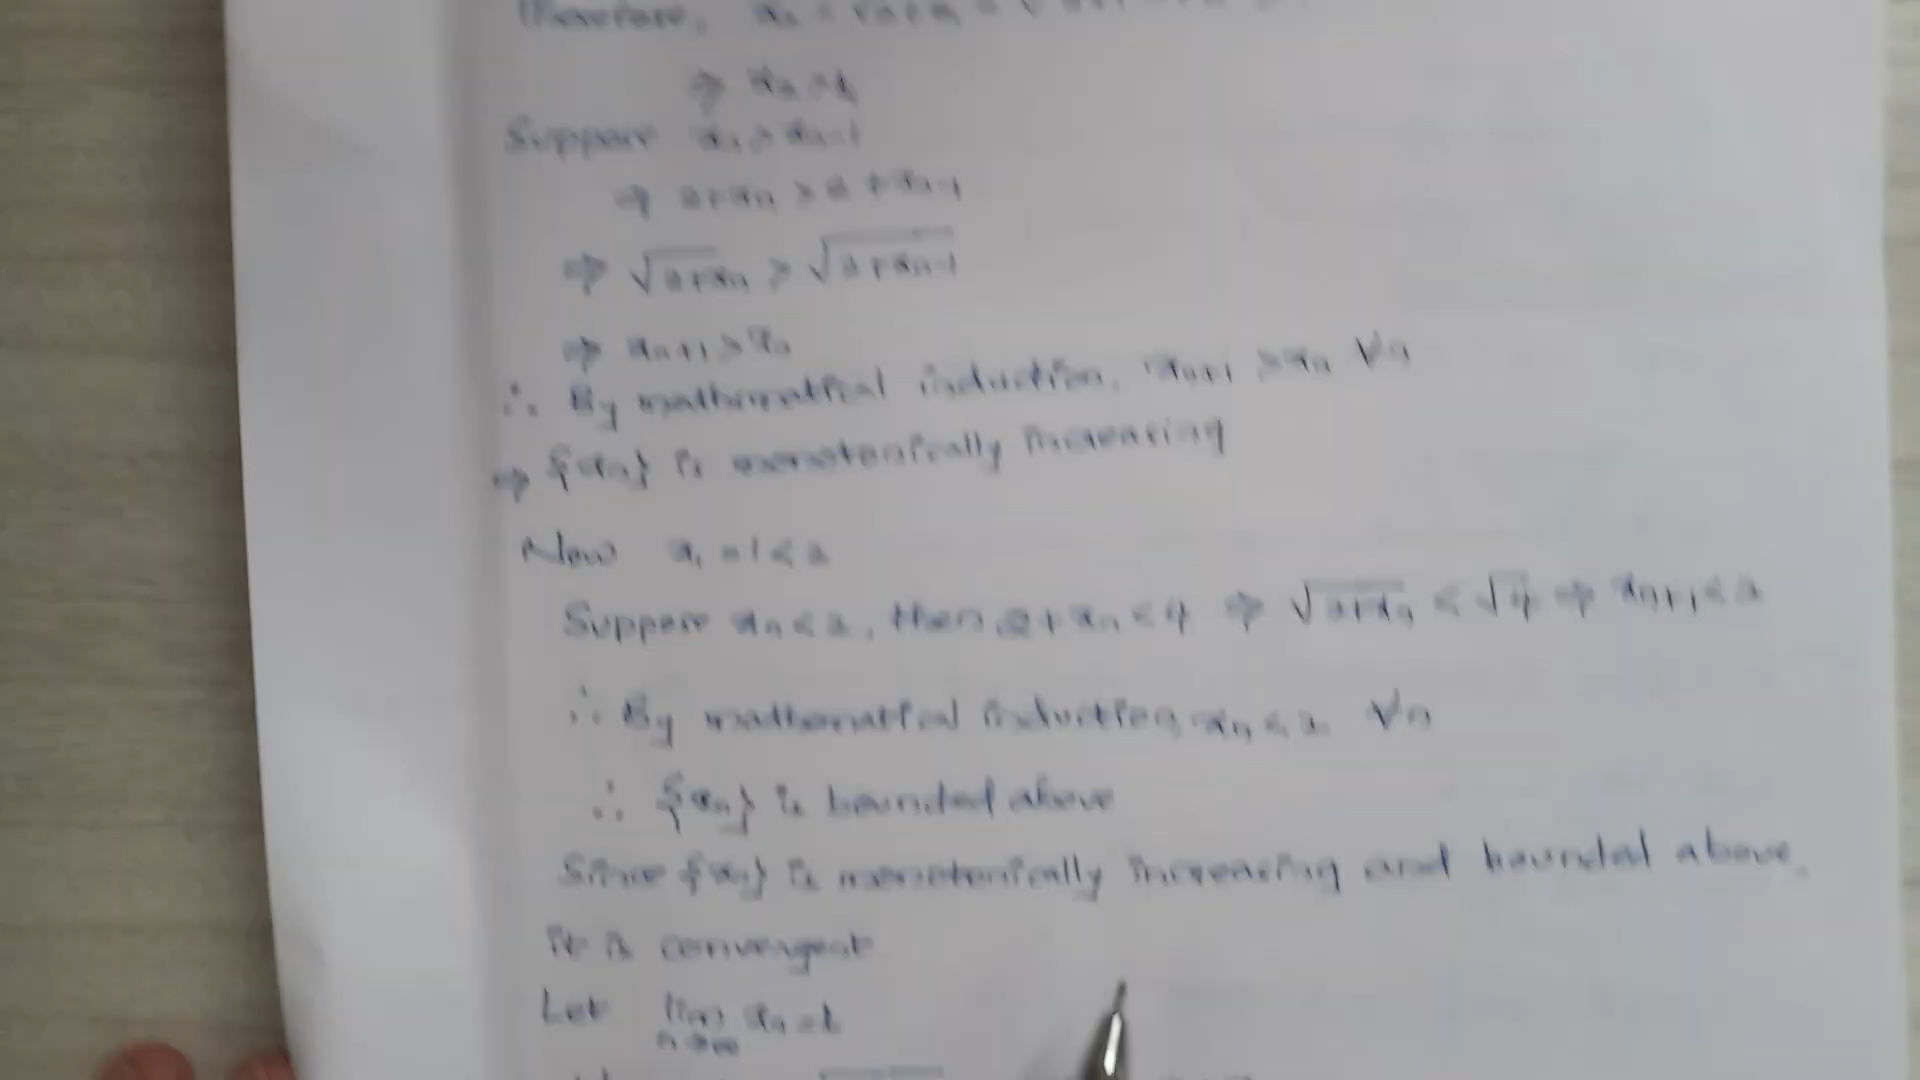 Therefore,
⇒ x₂ > x₁
Suppose xₙ > xₙ₋₁
⇒ 2+xₙ > 2+xₙ₋₁
⇒ √(2+xₙ) > √(2+xₙ₋₁)
⇒ xₙ₊₁ > xₙ
∴ By mathematical induction, xₙ₊₁ > xₙ ∀n
⇒ {xₙ} is monotonically increasing
Now x₁ = 1 < 2
Suppose xₙ < 2, then 2+xₙ < 4 ⇒ √(2+xₙ) < √4 ⇒ xₙ₊₁ < 2
∴ By mathematical induction, xₙ < 2 ∀n
∴ {xₙ} is bounded above
Since {xₙ} is monotonically increasing and bounded above,
it is convergent
Let lim n→∞ xₙ = l